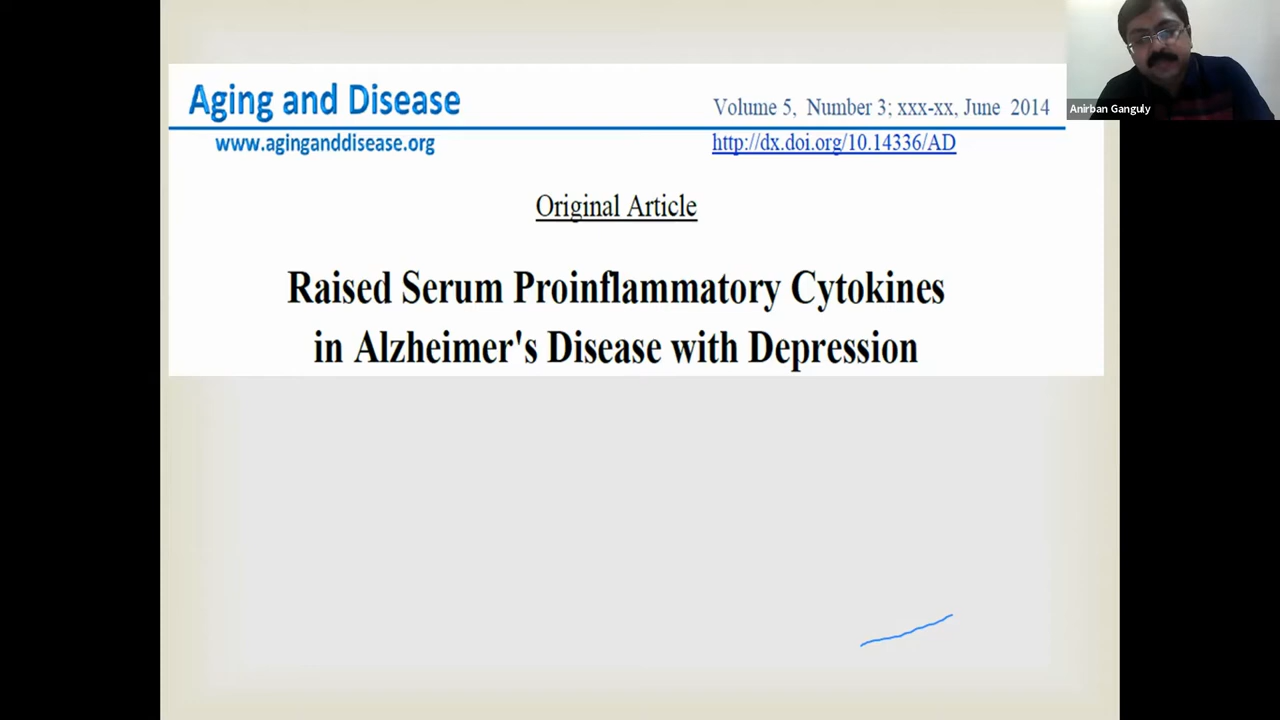 Aging and Disease
Volume 5, Number 3; xxx-xx, June 2014
www.aginganddisease.org
http://dx.doi.org/10.14336/AD
Original Article
Raised Serum Proinflammatory Cytokines
in Alzheimer's Disease with Depression
Anirban Ganguly